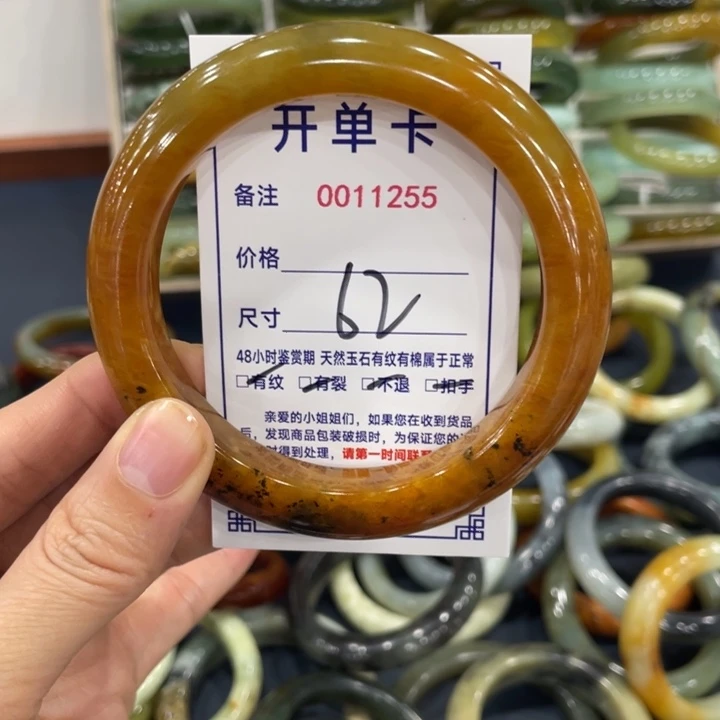 开单卡
备注 0011255
价格
尺寸 62
48小时鉴赏期 天然玉石有纹有棉属于正常
□有纹 □有裂 □不退 □扣手
亲爱的小姐姐们，如果您在收到货品
后，发现商品包装破损时，为保证您的
时得到处理，请第一时间联系